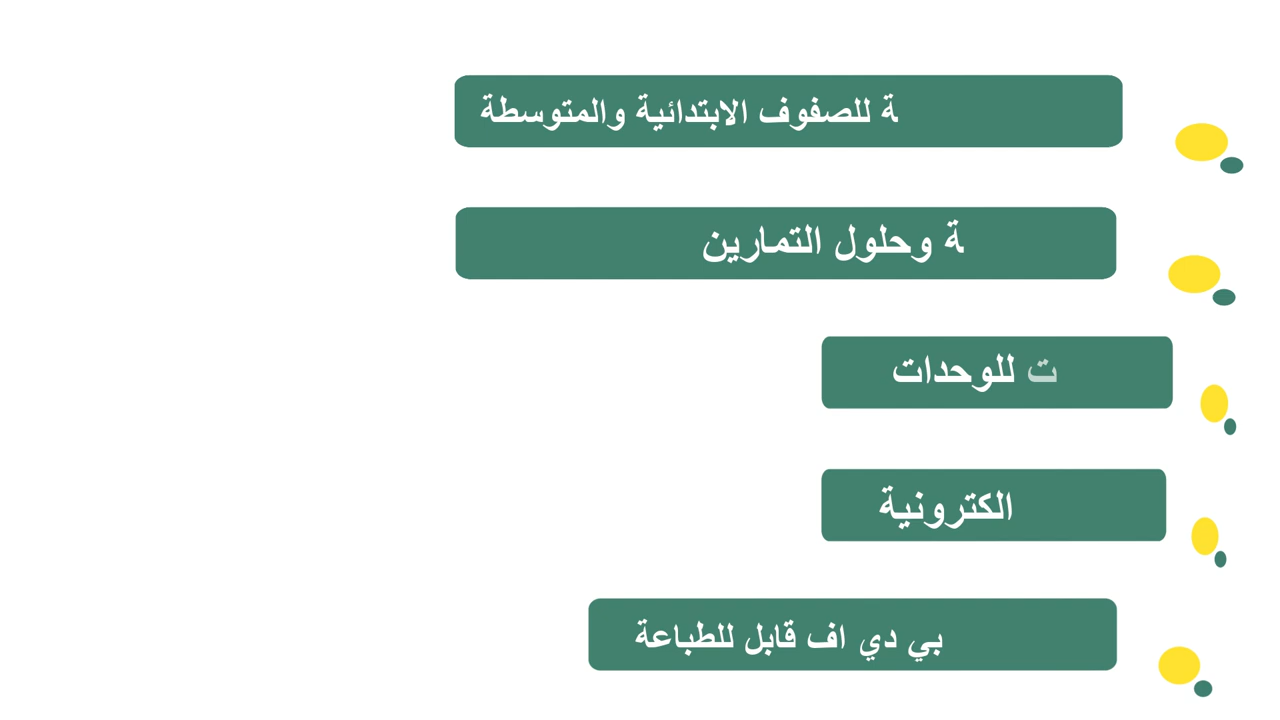 ة للصفوف الابتدائية والمتوسطة
ة وحلول التمارين
ت للوحدات
الكترونية
بي دي اف قابل للطباعة